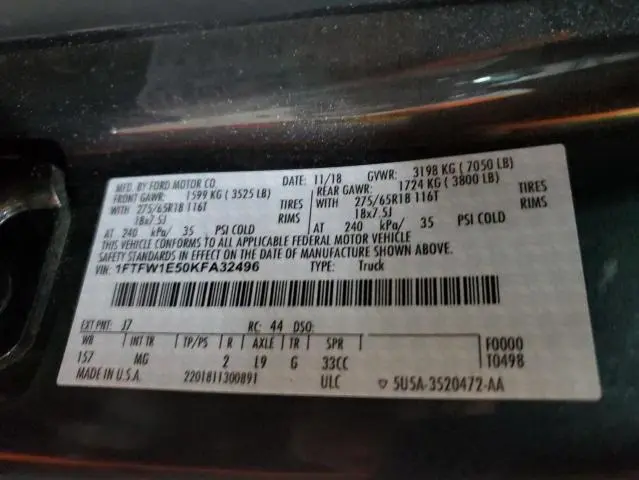 MFD. BY FORD MOTOR CO.
DATE: 11/18 GVWR: 3198 KG ( 7050 LB)
FRONT GAWR: 1599 KG ( 3525 LB) REAR GAWR: 1724 KG ( 3800 LB)
WITH 275/65R18 116T TIRES WITH 275/65R18 116T TIRES
18x7.5J RIMS 18x7.5J RIMS
AT 240 kPa/ 35 PSI COLD AT 240 kPa/ 35 PSI COLD
THIS VEHICLE CONFORMS TO ALL APPLICABLE FEDERAL MOTOR VEHICLE
SAFETY STANDARDS IN EFFECT ON THE DATE OF MANUFACTURE SHOWN ABOVE.
VIN: 1FTFW1E50KFA32496 TYPE: Truck
EXT PNT: J7 RC: 44 DSO:
WB INT TR TP/PS R AXLE TR SPR F0000
157 MG 2 L9 G 33CC T0498
MADE IN U.S.A. 2201811300891 ULC 5U5A-3520472-AA